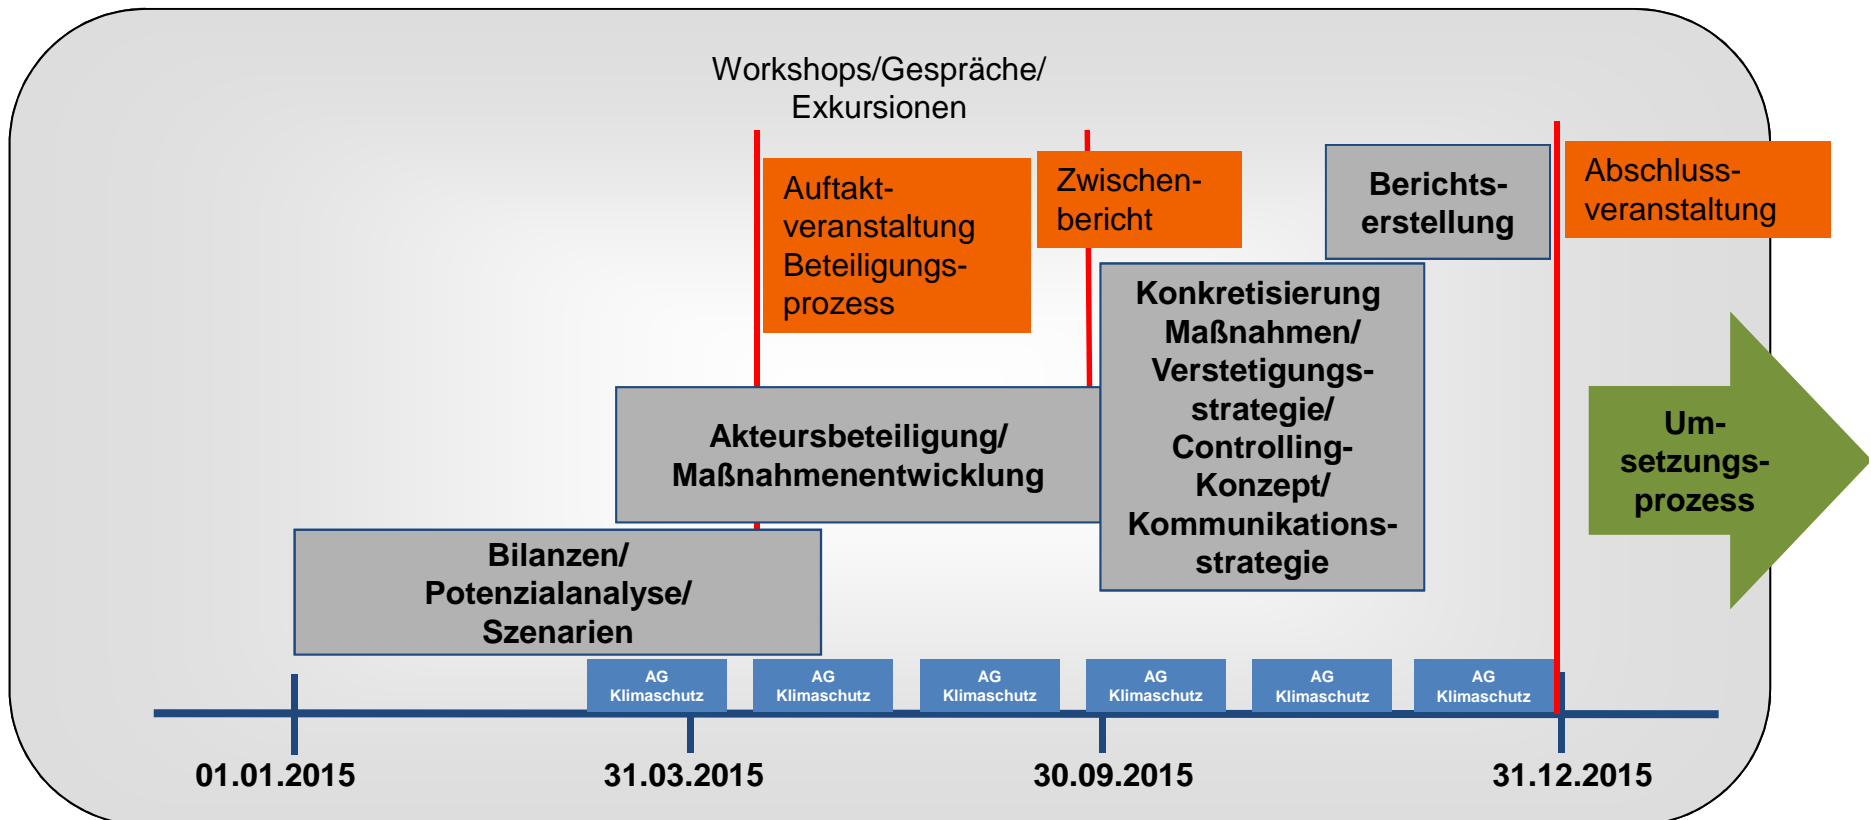 Workshops/Gespräche/
Exkursionen
Auftakt-
veranstaltung
Beteiligungs-
prozess
Zwischen-
bericht
Berichts-
erstellung
Abschluss-
veranstaltung
Konkretisierung
Maßnahmen/
Verstetigungs-
strategie/
Controlling-
Konzept/
Kommunikations-
strategie
Akteursbeteiligung/
Maßnahmenentwicklung
Um-
setzungs-
prozess
Bilanzen/
Potenzialanalyse/
Szenarien
AG
Klimaschutz
AG
Klimaschutz
AG
Klimaschutz
AG
Klimaschutz
AG
Klimaschutz
AG
Klimaschutz
01.01.2015
31.03.2015
30.09.2015
31.12.2015